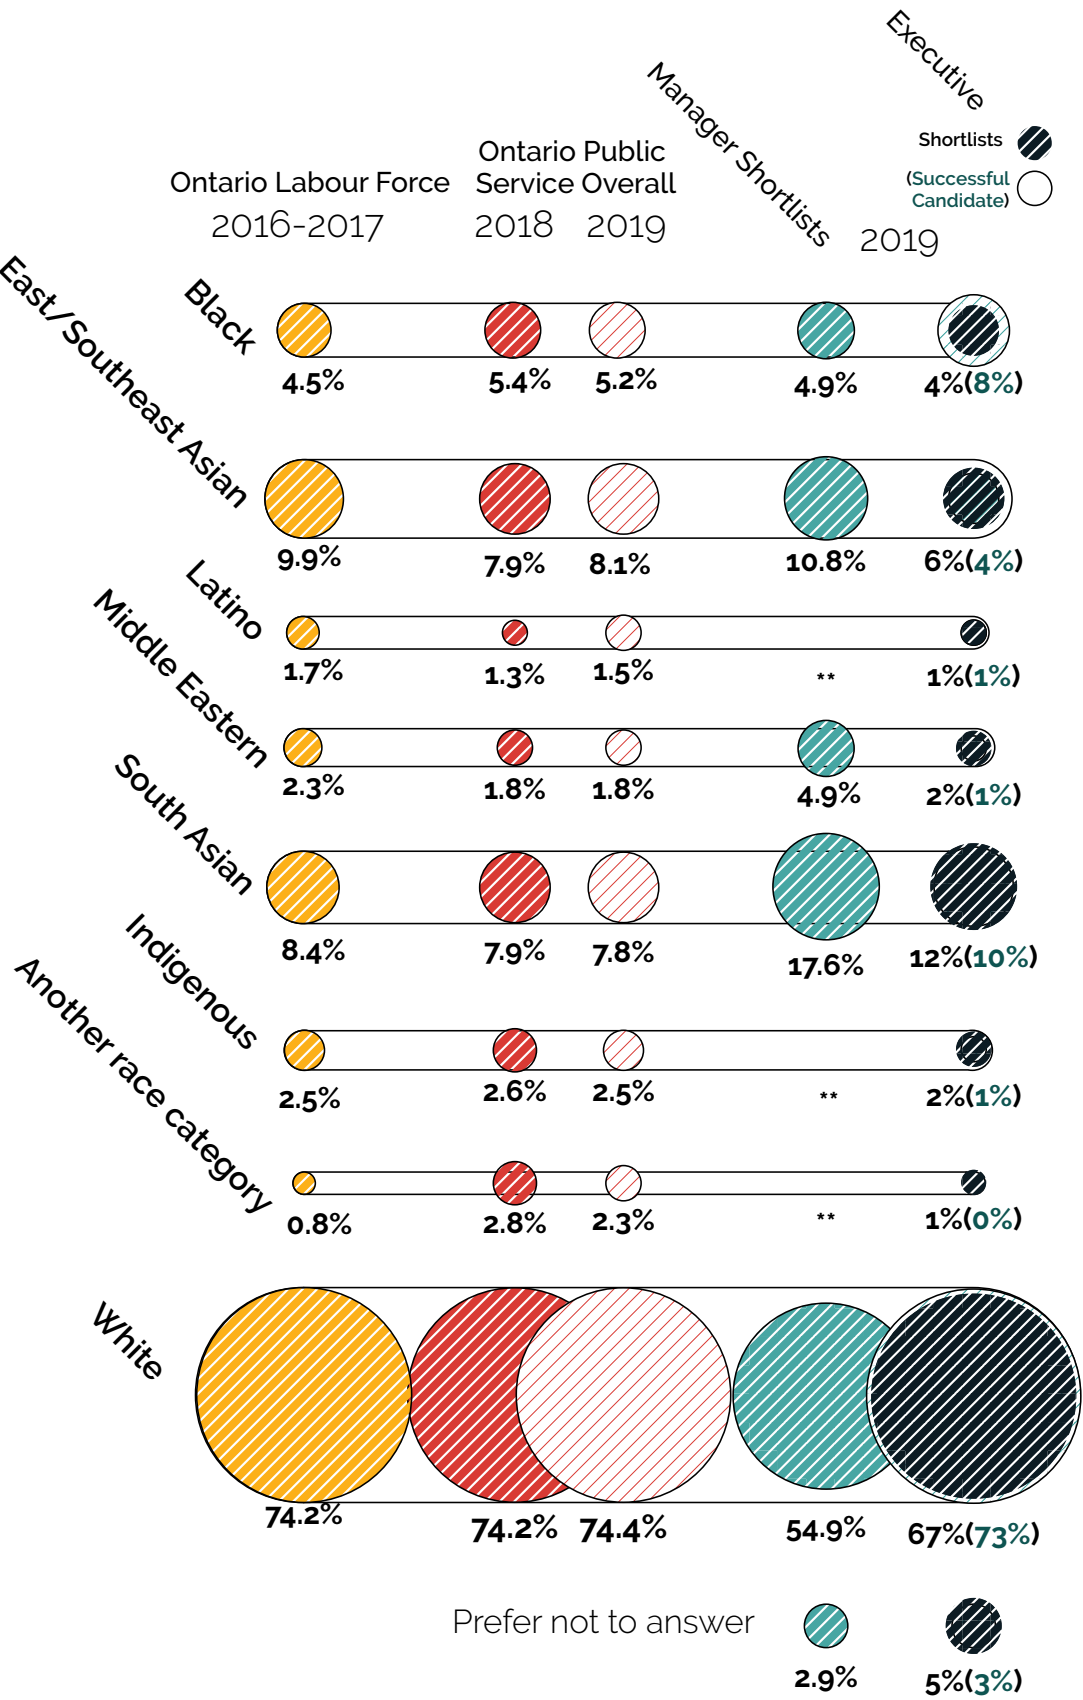 Executive
Shortlists
(Successful
Candidate)
Manager Shortlists
2019
Ontario Labour Force
2016-2017
Ontario Public
Service Overall
2018 2019
Black
4.5% 5.4% 5.2% 4.9% 4%(8%)
East/Southeast Asian
9.9% 7.9% 8.1% 10.8% 6%(4%)
Latino
1.7% 1.3% 1.5% ** 1%(1%)
Middle Eastern
2.3% 1.8% 1.8% 4.9% 2%(1%)
South Asian
8.4% 7.9% 7.8% 17.6% 12%(10%)
Indigenous
2.5% 2.6% 2.5% ** 2%(1%)
Another race category
0.8% 2.8% 2.3% ** 1%(0%)
White
74.2% 74.2% 74.4% 54.9% 67%(73%)
Prefer not to answer
2.9% 5%(3%)